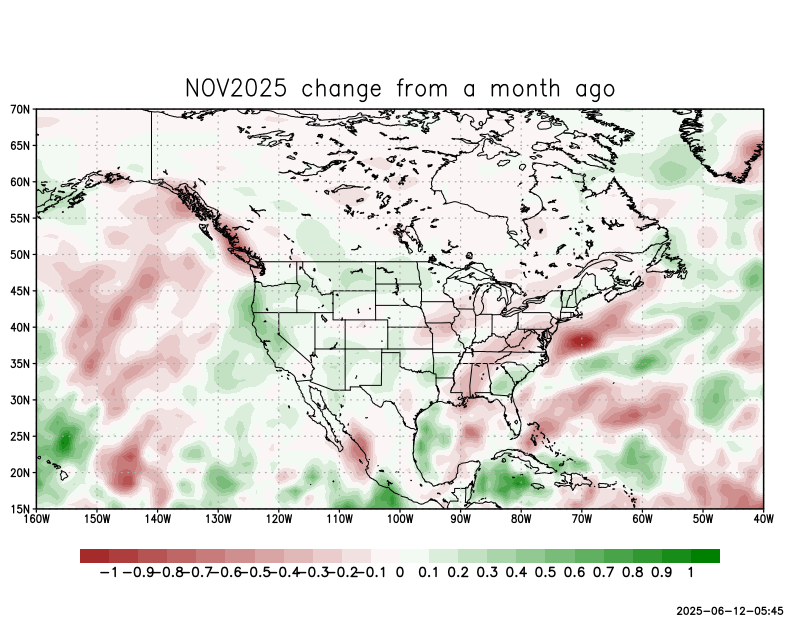 NOV2025 change from a month ago
70N
65N
60N
55N
50N
45N
40N
35N
30N
25N
20N
15N
160W 150W 140W 130W 120W 110W 100W 90W 80W 70W 60W 50W 40W
−1 −0.9 −0.8 −0.7 −0.6 −0.5 −0.4 −0.3 −0.2 −0.1 0 0.1 0.2 0.3 0.4 0.5 0.6 0.7 0.8 0.9 1
2025-06-12-05:45